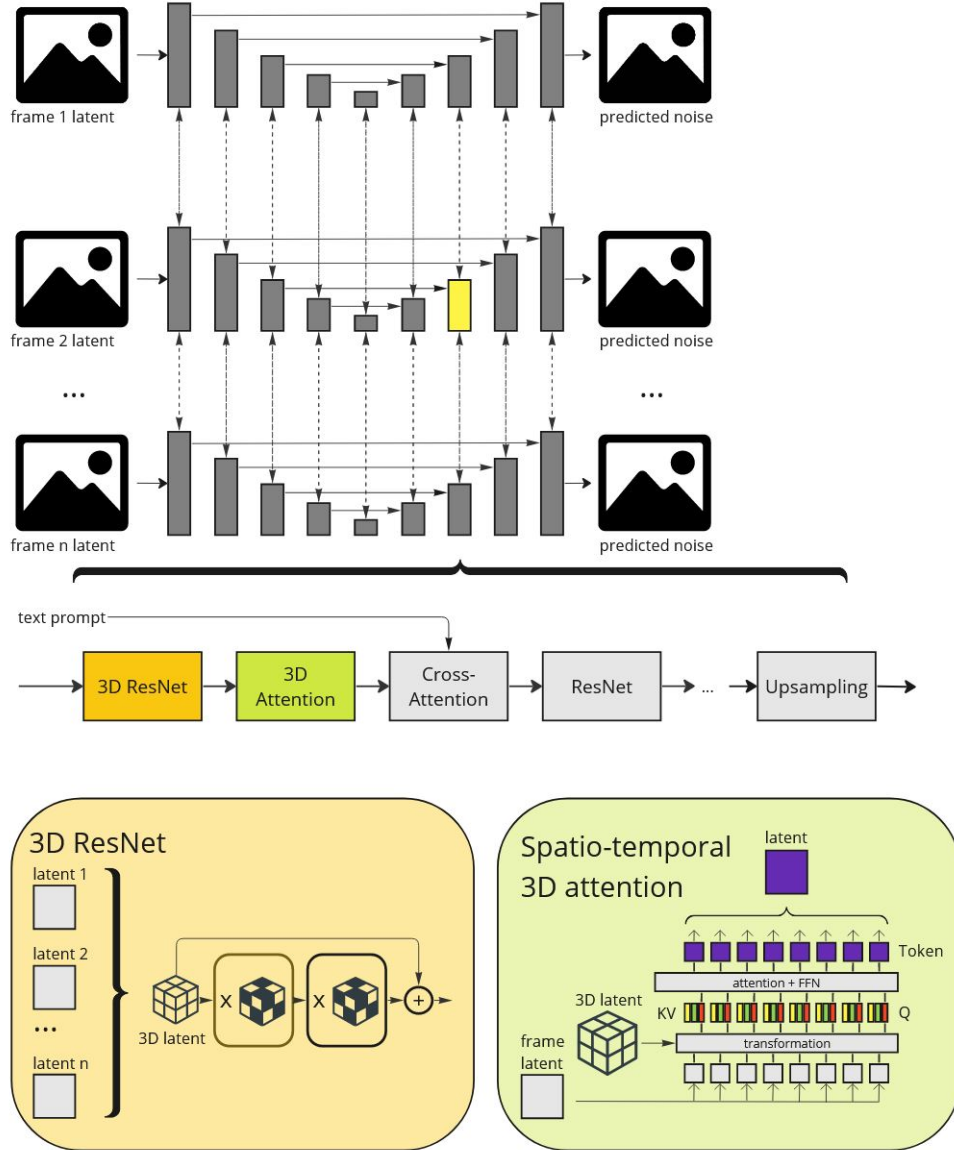 frame 1 latent
predicted noise
frame 2 latent
predicted noise
...
...
frame n latent
predicted noise
text prompt
3D ResNet
3D
Attention
Cross-
Attention
ResNet
...
Upsampling
3D ResNet
latent 1
latent 2
...
latent n
3D latent
x
x
+
Spatio-temporal
3D attention
latent
Token
attention + FFN
3D latent
KV
Q
frame
latent
transformation